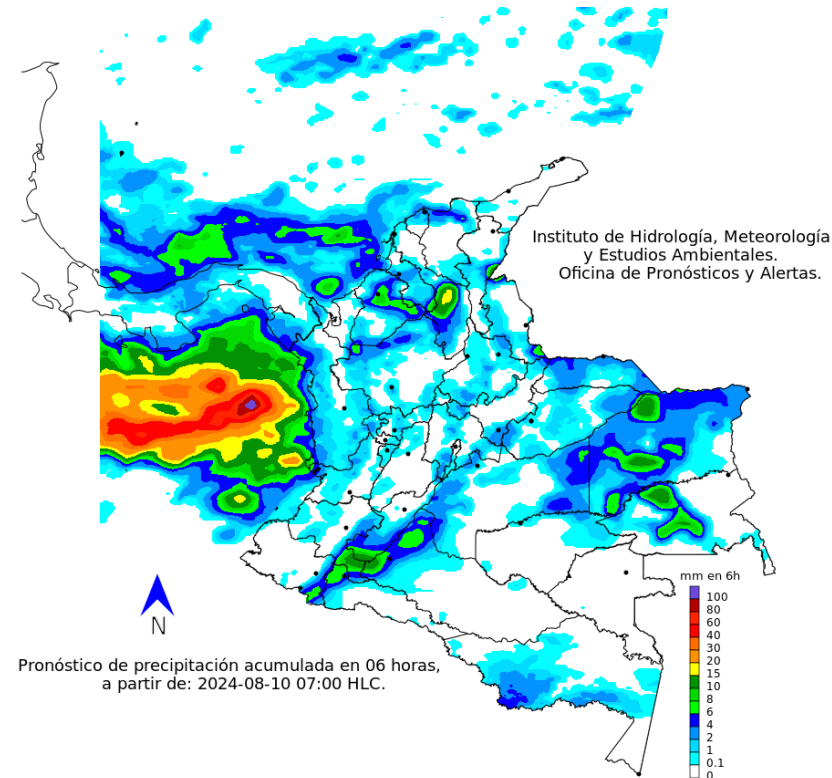 Instituto de Hidrología, Meteorología
y Estudios Ambientales.
Oficina de Pronósticos y Alertas.
N
Pronóstico de precipitación acumulada en 06 horas,
a partir de: 2024-08-10 07:00 HLC.
mm en 6h
100
80
60
40
30
20
15
10
8
6
4
2
1
0.1
0